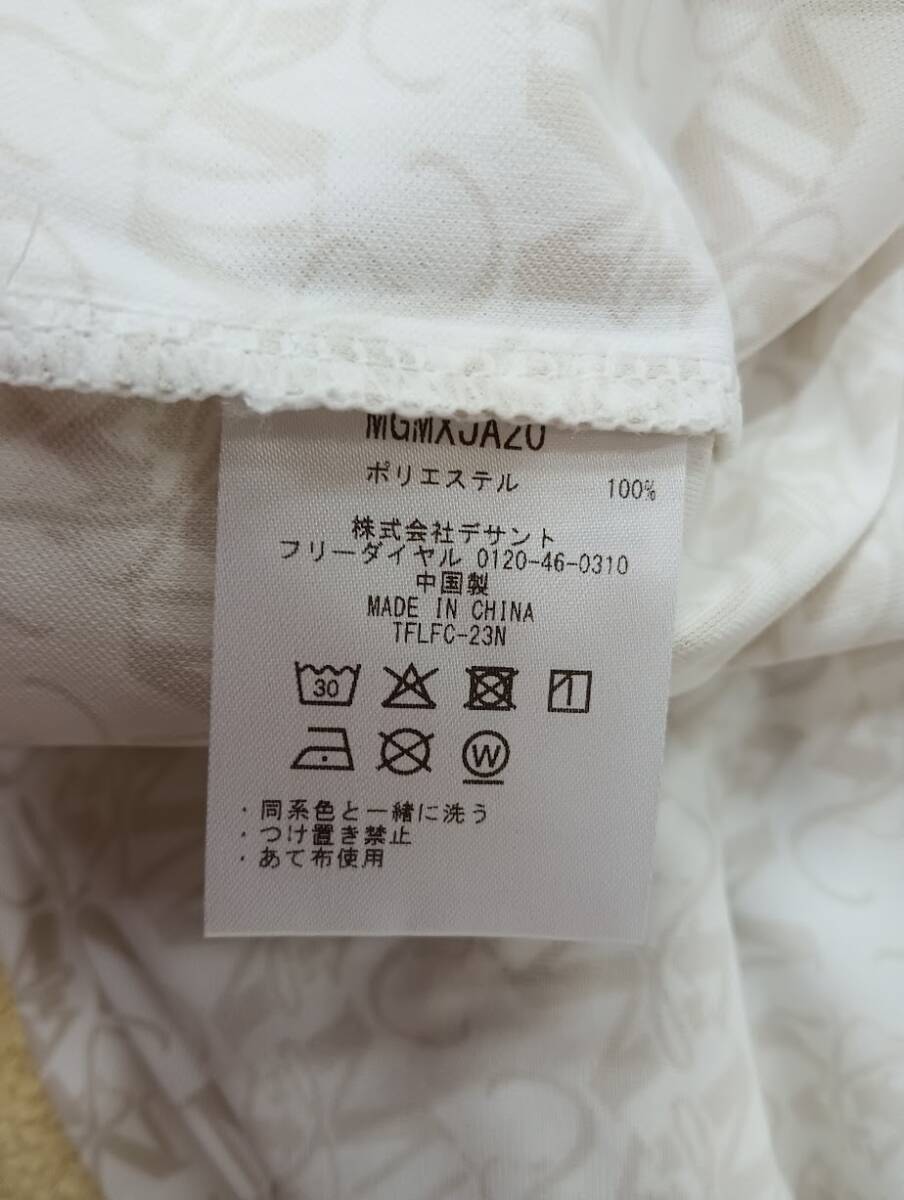 MGMXJA20
ポリエステル 100%
株式会社デサント
フリーダイヤル 0120-46-0310
中国製
MADE IN CHINA
TFLFC-23N
30
W
・同系色と一緒に洗う
・つけ置き禁止
・あて布使用